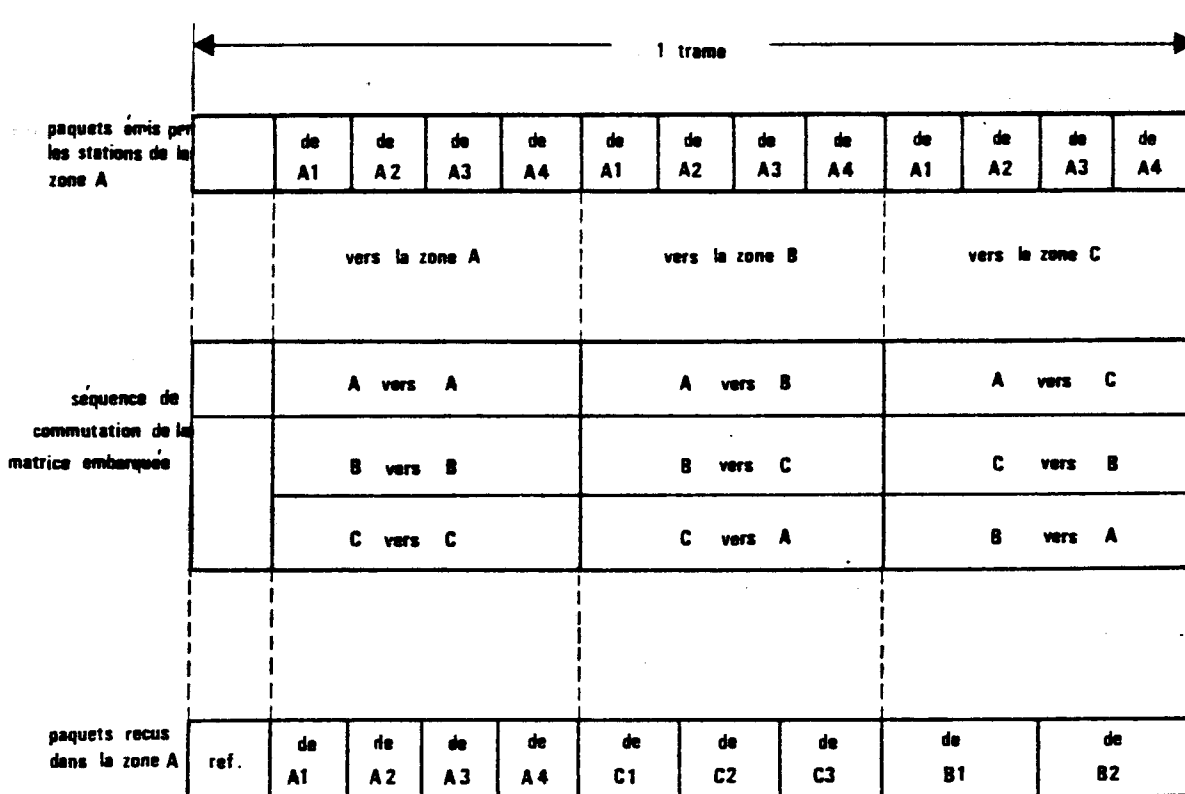 1 trame
paquets émis per
les stations de la
zone A
de de de de de de de de de de de de
A1 A2 A3 A4 A1 A2 A3 A4 A1 A2 A3 A4
vers la zone A vers la zone B vers la zone C
séquence de
commutation de la
matrice embarquée
A vers A A vers B A vers C
B vers B B vers C C vers B
C vers C C vers A B vers A
paquets recus
dans la zone A
ref.
de de de de de de de de de
A1 A2 A3 A4 C1 C2 C3 B1 B2